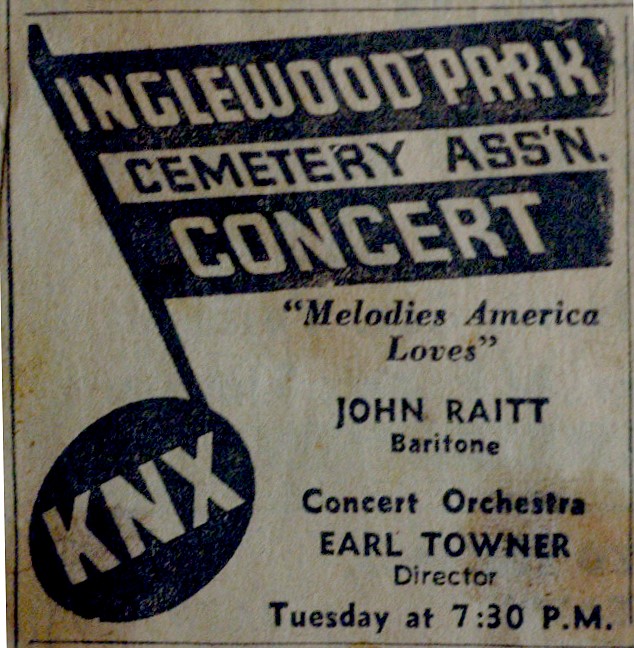 INGLEWOOD PARK
CEMETERY ASS'N.
CONCERT
"Melodies America
Loves"
JOHN RAITT
Baritone
KNX
Concert Orchestra
EARL TOWNER
Director
Tuesday at 7:30 P.M.